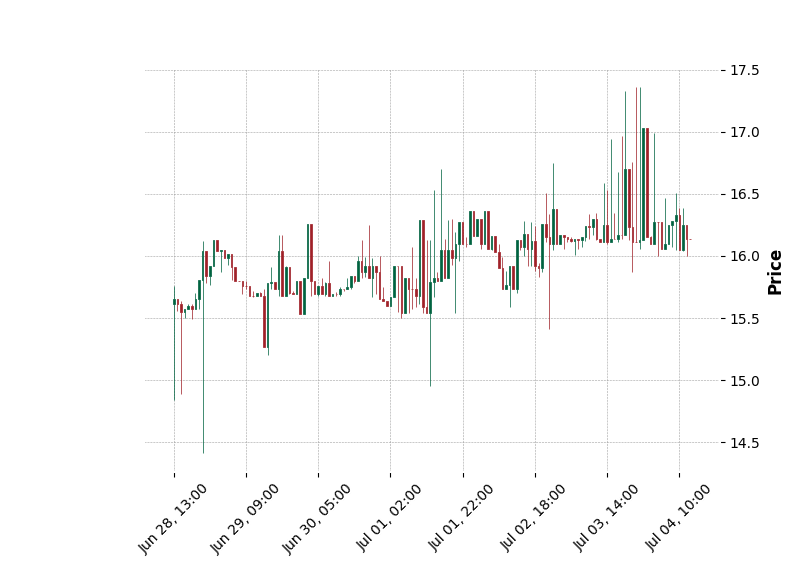 17.5
17.0
16.5
16.0
15.5
15.0
14.5
Price
Jun 28, 13:00
Jun 29, 09:00
Jun 30, 05:00
Jul 01, 02:00
Jul 01, 22:00
Jul 02, 18:00
Jul 03, 14:00
Jul 04, 10:00